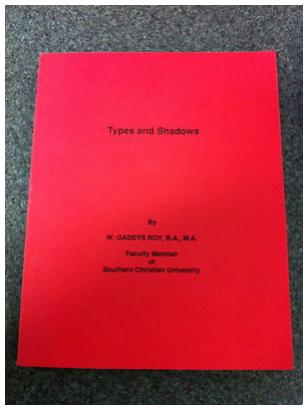 Types and Shadows
By
W. GADDYS ROY, B.A., M.A.
Faculty Member
of
Southern Christian University